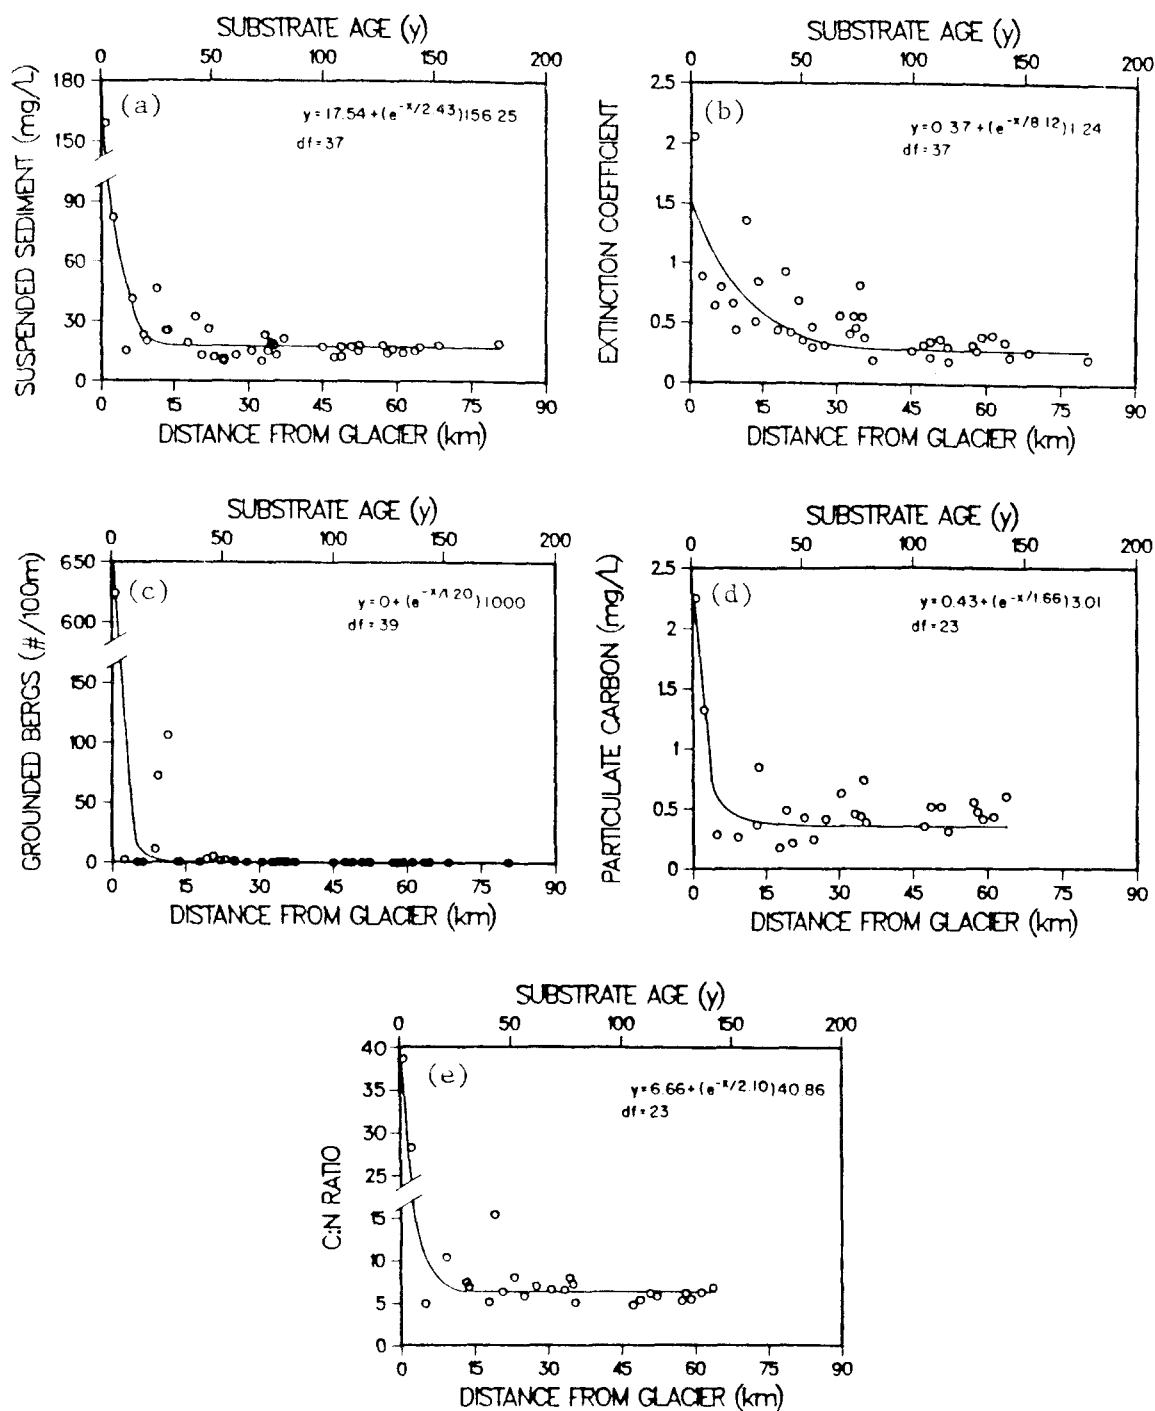 SUBSTRATE AGE (y)
0 50 100 150 200
SUSPENDED SEDIMENT (mg/L)
180
150
90
60
30
0
(a)
y=17.54+(e^-x/2.43)156.25
df=37
0 15 30 45 60 75 90
DISTANCE FROM GLACIER (km)
SUBSTRATE AGE (y)
0 50 100 150 200
EXTINCTION COEFFICIENT
2.5
2
1.5
1
0.5
0
(b)
y=0.37+(e^-x/8.12)1.24
df=37
0 15 30 45 60 75 90
DISTANCE FROM GLACIER (km)
SUBSTRATE AGE (y)
0 50 100 150 200
GROUNDED BERGS (#/100m)
650
600
150
100
50
0
(c)
y=0+(e^-x/1.20)1000
df=39
0 15 30 45 60 75 90
DISTANCE FROM GLACIER (km)
SUBSTRATE AGE (y)
0 50 100 150 200
PARTICULATE CARBON (mg/L)
2.5
2
1.5
1
0.5
0
(d)
y=0.43+(e^-x/1.66)3.01
df=23
0 15 30 45 60 75 90
DISTANCE FROM GLACIER (km)
SUBSTRATE AGE (y)
0 50 100 150 200
C:N RATIO
40
35
30
25
15
10
5
0
(e)
y=6.66+(e^-x/2.10)40.86
df=23
0 15 30 45 60 75 90
DISTANCE FROM GLACIER (km)